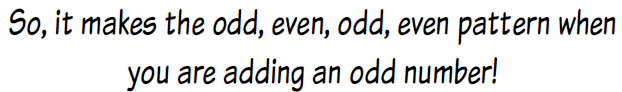 So, it makes the odd, even, odd, even pattern when
you are adding an odd number!